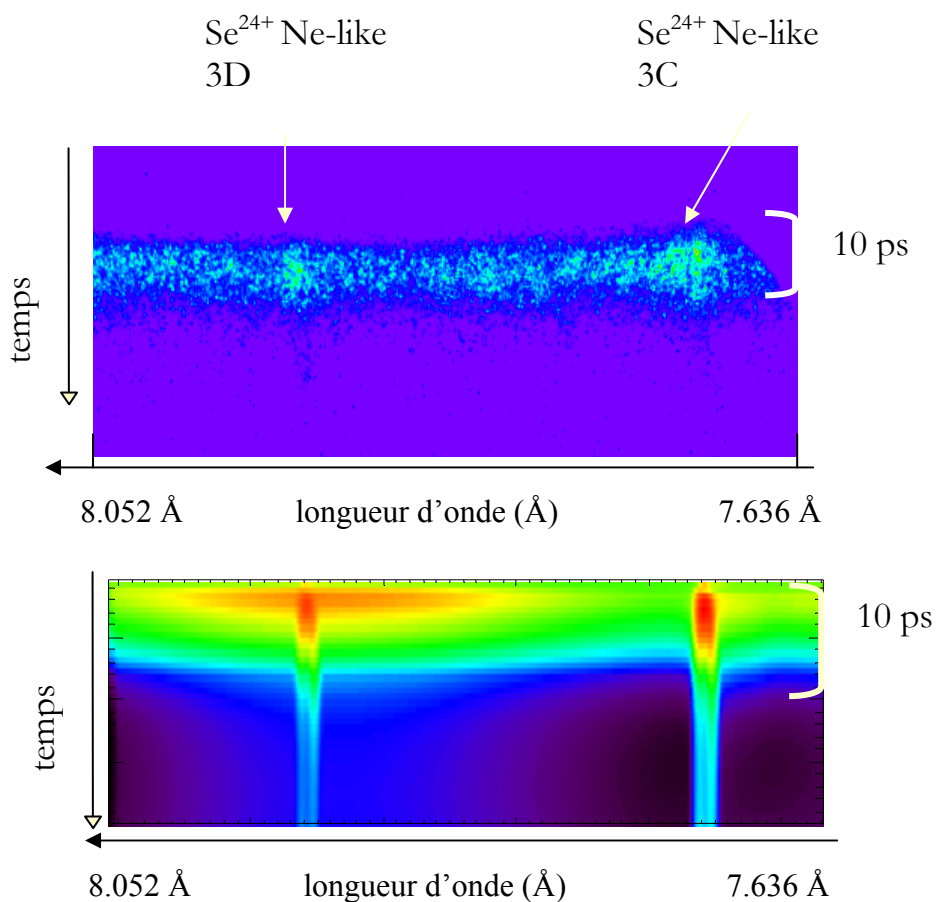 Se24+ Ne-like
3D
Se24+ Ne-like
3C
10 ps
temps
8.052 Å longueur d’onde (Å) 7.636 Å
10 ps
temps
8.052 Å longueur d’onde (Å) 7.636 Å